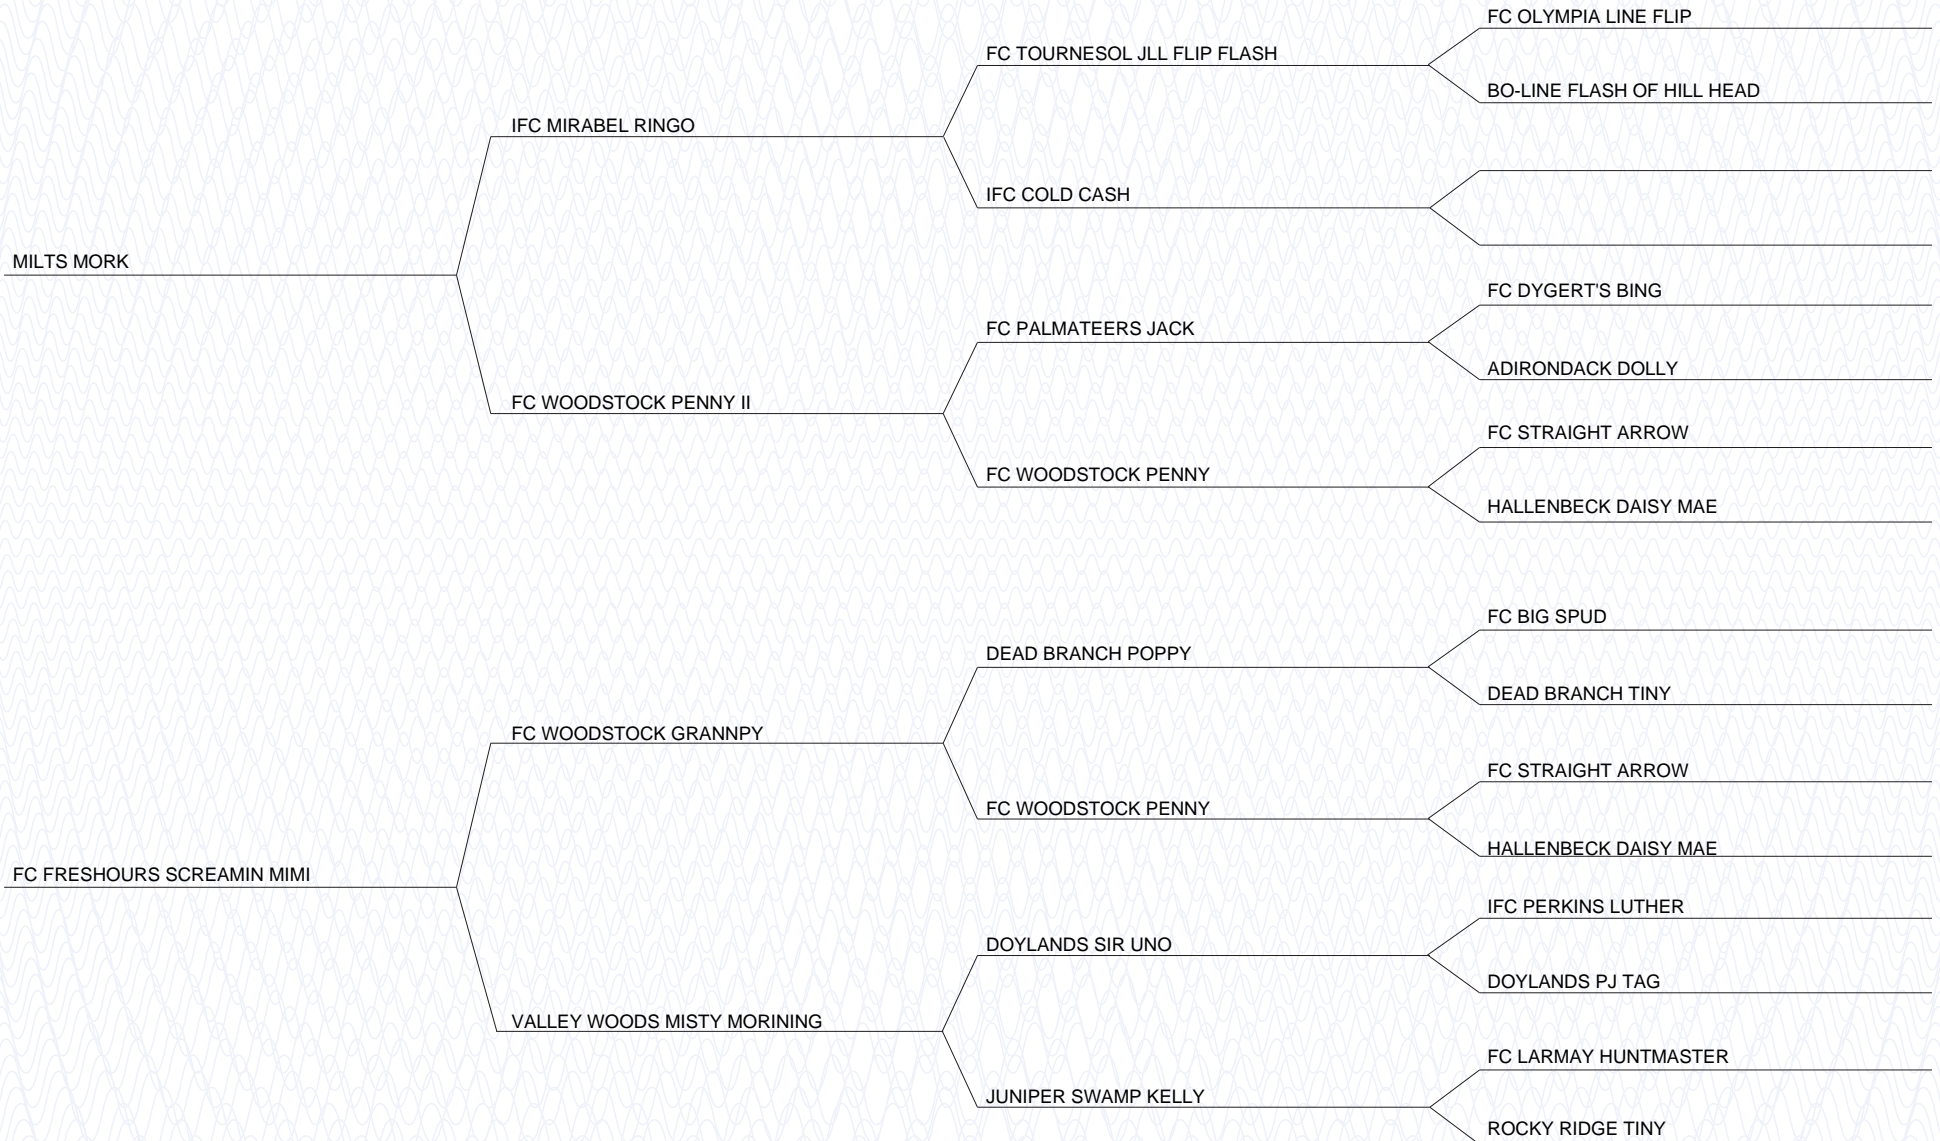 FC OLYMPIA LINE FLIP
FC TOURNESOL JLL FLIP FLASH
BO-LINE FLASH OF HILL HEAD
IFC MIRABEL RINGO
IFC COLD CASH
MILTS MORK
FC DYGERT'S BING
FC PALMATEERS JACK
ADIRONDACK DOLLY
FC WOODSTOCK PENNY II
FC STRAIGHT ARROW
FC WOODSTOCK PENNY
HALLENBECK DAISY MAE
FC BIG SPUD
DEAD BRANCH POPPY
DEAD BRANCH TINY
FC WOODSTOCK GRANNPY
FC STRAIGHT ARROW
FC WOODSTOCK PENNY
HALLENBECK DAISY MAE
FC FRESHOURS SCREAMIN MIMI
IFC PERKINS LUTHER
DOYLANDS SIR UNO
DOYLANDS PJ TAG
VALLEY WOODS MISTY MORINING
FC LARMAY HUNTMASTER
JUNIPER SWAMP KELLY
ROCKY RIDGE TINY